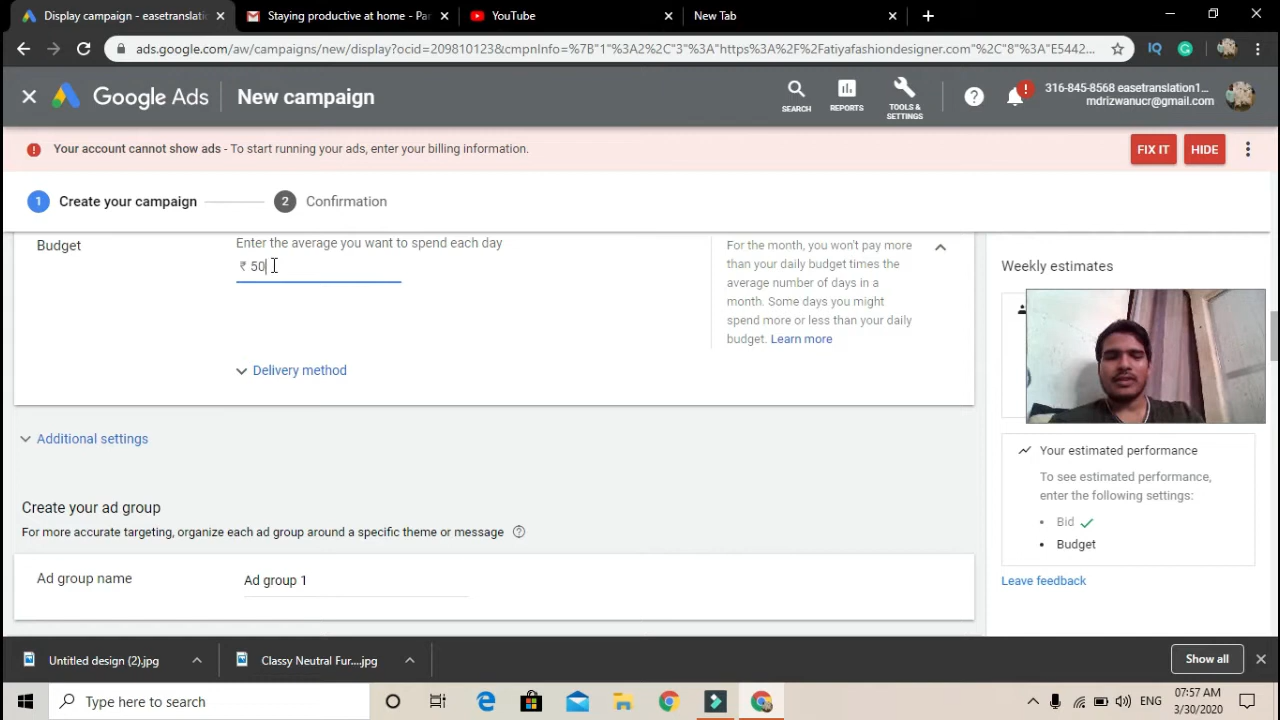 Display campaign - easetranslatio
Staying productive at home - Par
YouTube
New Tab
ads.google.com/aw/campaigns/new/display?ocid=209810123&cmpnInfo=%7B"1"%3A2%2C"3"%3A"https%3A%2F%2Fatiyafashiondesigner.com"%2C"8"%3A"E5442...
Google Ads
New campaign
SEARCH
REPORTS
TOOLS & SETTINGS
316-845-8568 easetranslation1...
mdrizwanucr@gmail.com
Your account cannot show ads - To start running your ads, enter your billing information.
FIX IT
HIDE
1 Create your campaign
2 Confirmation
Budget
Enter the average you want to spend each day
₹ 50
For the month, you won't pay more
than your daily budget times the
average number of days in a
month. Some days you might
spend more or less than your daily
budget. Learn more
Delivery method
Additional settings
Create your ad group
For more accurate targeting, organize each ad group around a specific theme or message
Ad group name
Ad group 1
Weekly estimates
Your estimated performance
To see estimated performance,
enter the following settings:
• Bid
• Budget
Leave feedback
Untitled design (2).jpg
Classy Neutral Fur....jpg
Show all
Type here to search
ENG
07:57 AM
3/30/2020